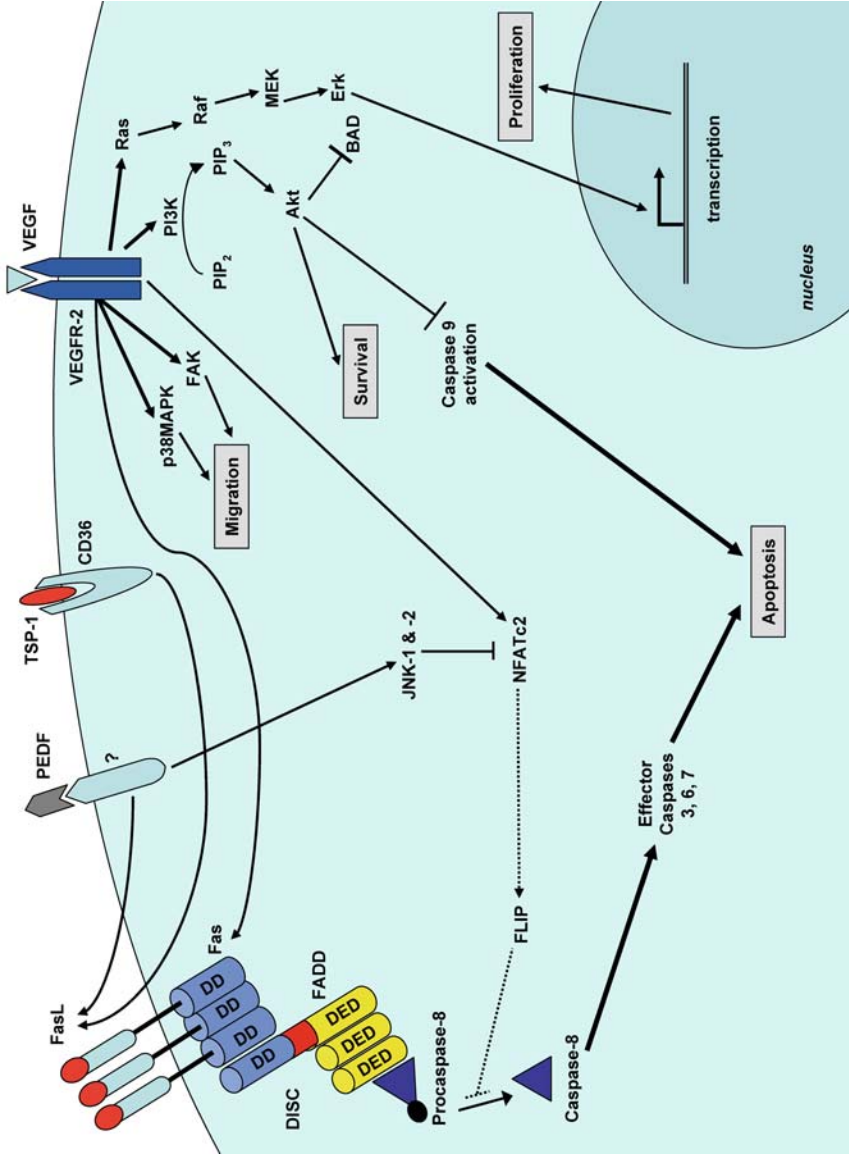 FasL
PEDF
TSP-1
CD36
VEGF
VEGFR-2
?
Fas
DD
DD
DD
DD
FADD
DISC
DED
DED
DED
Procaspase-8
Caspase-8
p38MAPK
FAK
Migration
Ras
Raf
MEK
Erk
PI3K
PIP2
PIP3
Akt
BAD
Survival
Caspase 9
activation
JNK-1 & -2
NFATc2
FLIP
Effector
Caspases
3, 6, 7
Apoptosis
Proliferation
transcription
nucleus